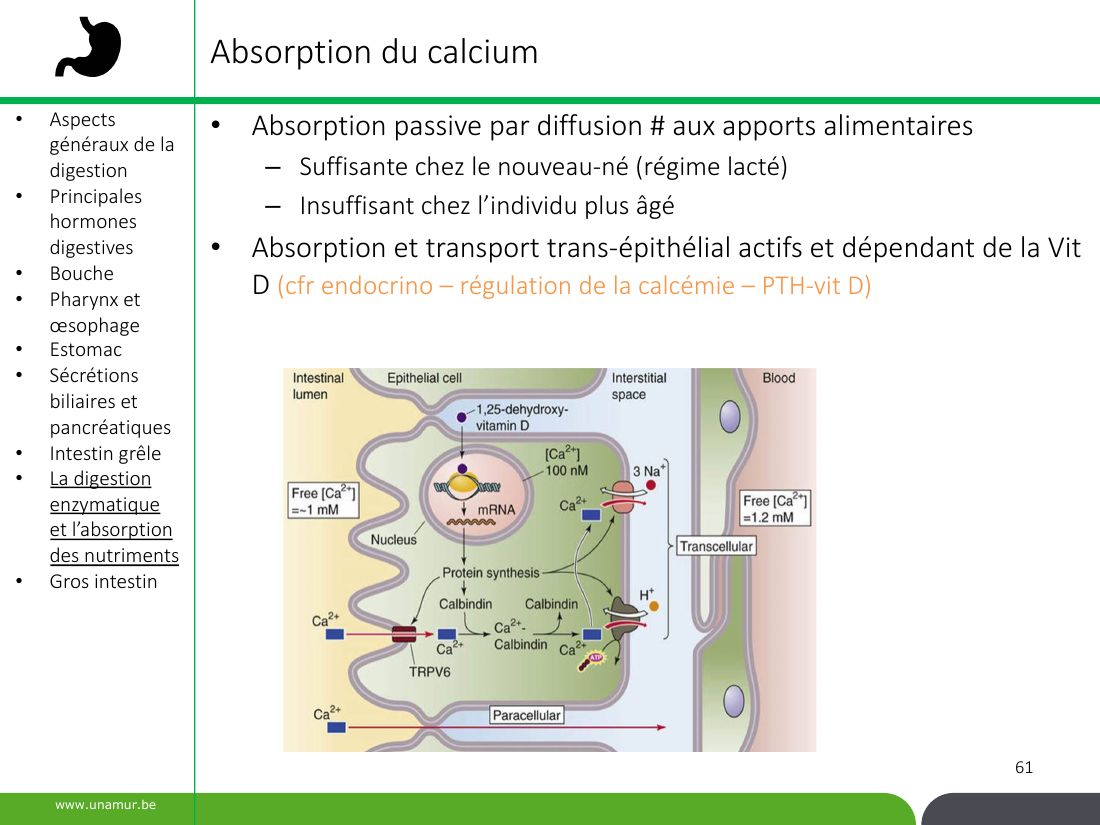 Absorption du calcium
• Aspects
généraux de la
digestion
• Principales
hormones
digestives
• Bouche
• Pharynx et
œsophage
• Estomac
• Sécrétions
biliaires et
pancréatiques
• Intestin grêle
• La digestion
enzymatique
et l’absorption
des nutriments
• Gros intestin
• Absorption passive par diffusion # aux apports alimentaires
– Suffisante chez le nouveau-né (régime lacté)
– Insuffisant chez l’individu plus âgé
• Absorption et transport trans-épithélial actifs et dépendant de la Vit
D (cfr endocrino – régulation de la calcémie – PTH-vit D)
Intestinal
lumen
Epithelial cell
Interstitial
space
Blood
1,25-dehydroxy-
vitamin D
[Ca2+]
100 nM
3 Na+
Ca2+
Free [Ca2+]
=~1 mM
Free [Ca2+]
=1.2 mM
mRNA
Nucleus
Transcellular
Protein synthesis
H+
Calbindin
Calbindin
Ca2+
Ca2+
Ca2+-
Calbindin
Ca2+
ATP
TRPV6
Ca2+
Paracellular
61
www.unamur.be